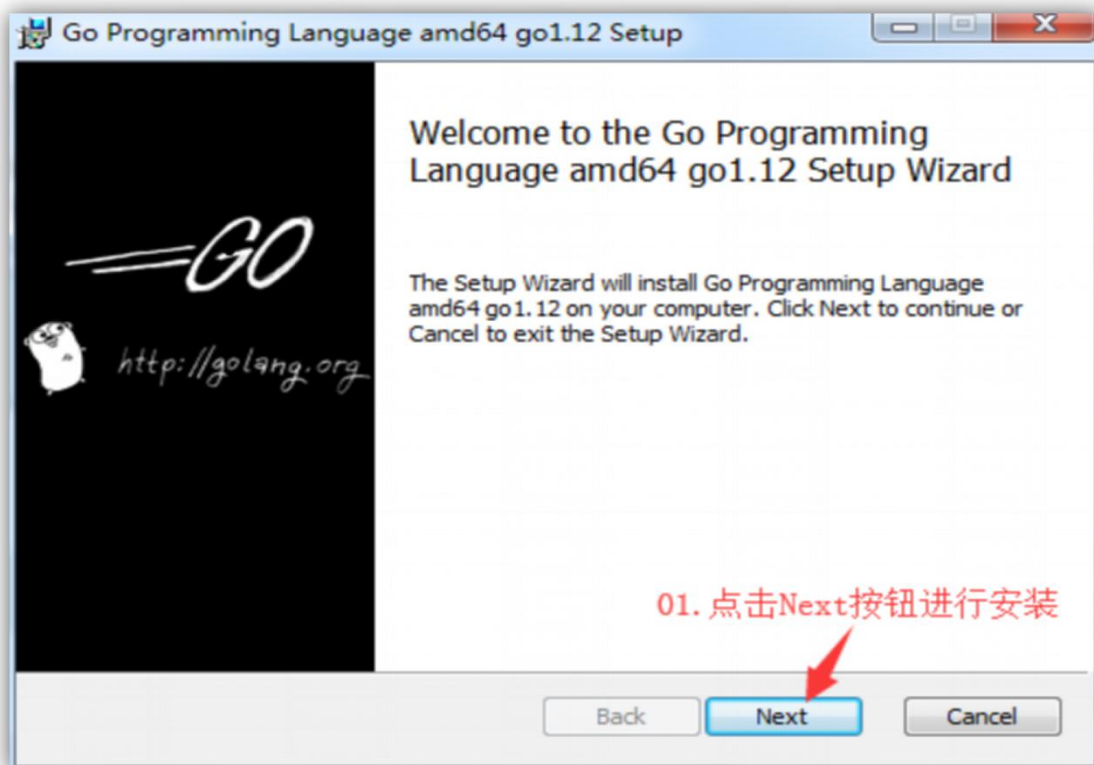 Go Programming Language amd64 go1.12 Setup
Welcome to the Go Programming
Language amd64 go1.12 Setup Wizard
GO
http://golang.org
The Setup Wizard will install Go Programming Language
amd64 go1.12 on your computer. Click Next to continue or
Cancel to exit the Setup Wizard.
01.点击Next按钮进行安装
Back
Next
Cancel